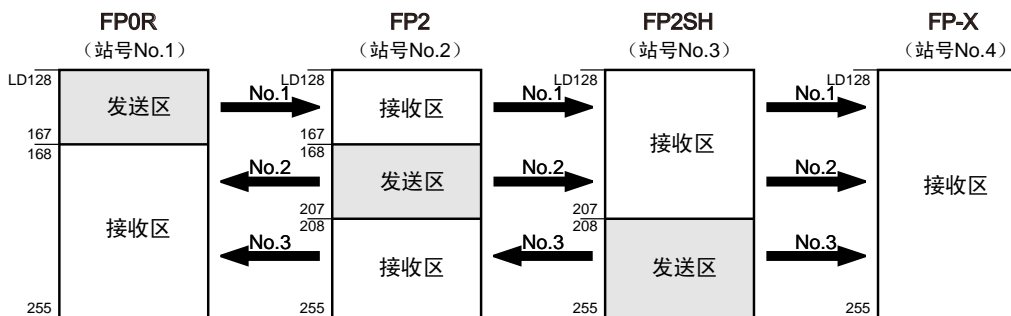 FP0R FP2 FP2SH FP-X
（站号No.1） （站号No.2） （站号No.3） （站号No.4）
LD128 LD128 LD128 LD128
发送区 No.1 接收区 No.1 No.1
167 167
168 168
接收区 接收区
No.2 发送区 No.2 No.2
接收区
207 207
208 208
No.3 接收区 No.3 发送区 No.3
255 255 255 255